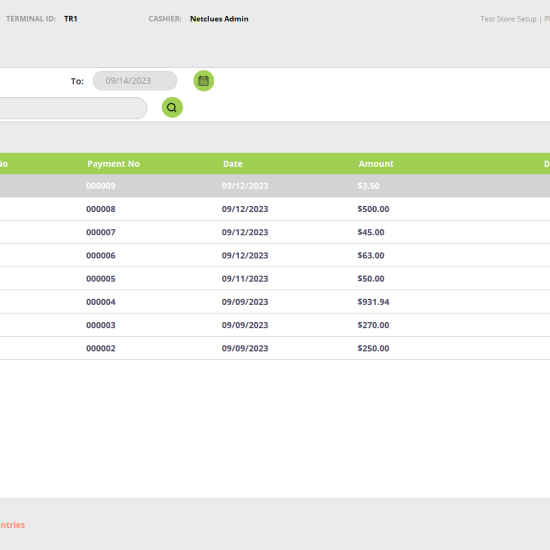 TERMINAL ID: TR1 CASHIER: Netclues Admin Test Store Setup |
To: 09/14/2023
No Payment No Date Amount
000009 09/12/2023 $3.50
000008 09/12/2023 $500.00
000007 09/12/2023 $45.00
000006 09/12/2023 $63.00
000005 09/11/2023 $50.00
000004 09/09/2023 $931.94
000003 09/09/2023 $270.00
000002 09/09/2023 $250.00
ntries